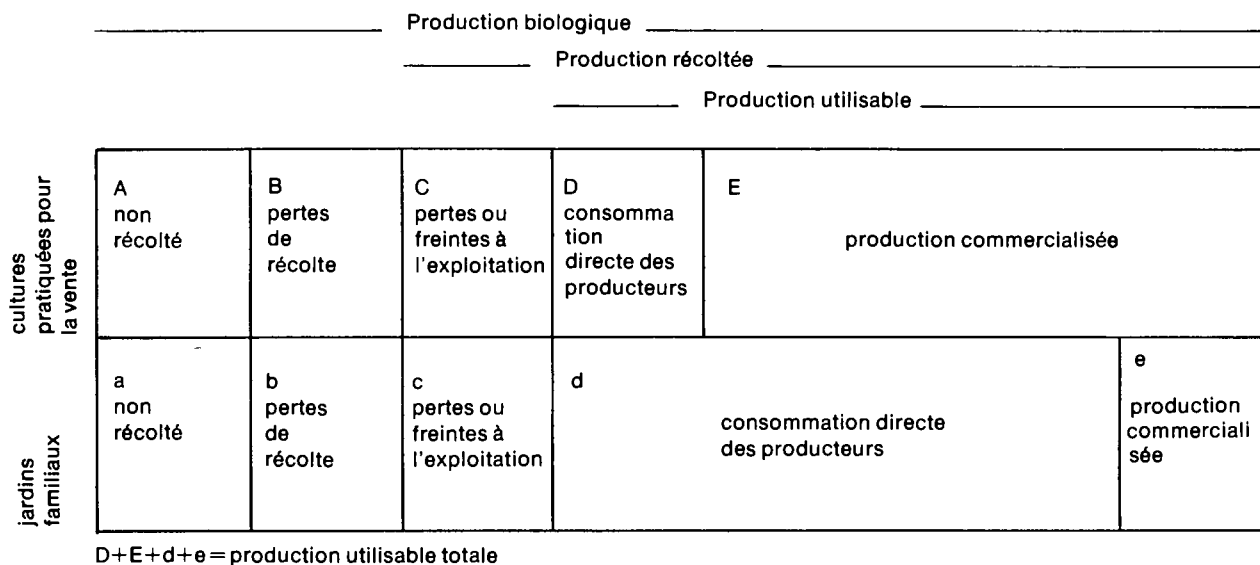 Production biologique
Production récoltée
Production utilisable
cultures
pratiquées pour
la vente
A
non
récolté
B
pertes
de
récolte
C
pertes ou
freintes à
l'exploitation
D
consomma
tion
directe des
producteurs
E
production commercialisée
jardins
familiaux
a
non
récolté
b
pertes
de
récolte
c
pertes ou
freintes à
l'exploitation
d
consommation directe
des producteurs
e
production
commerciali
sée
D+E+d+e=production utilisable totale